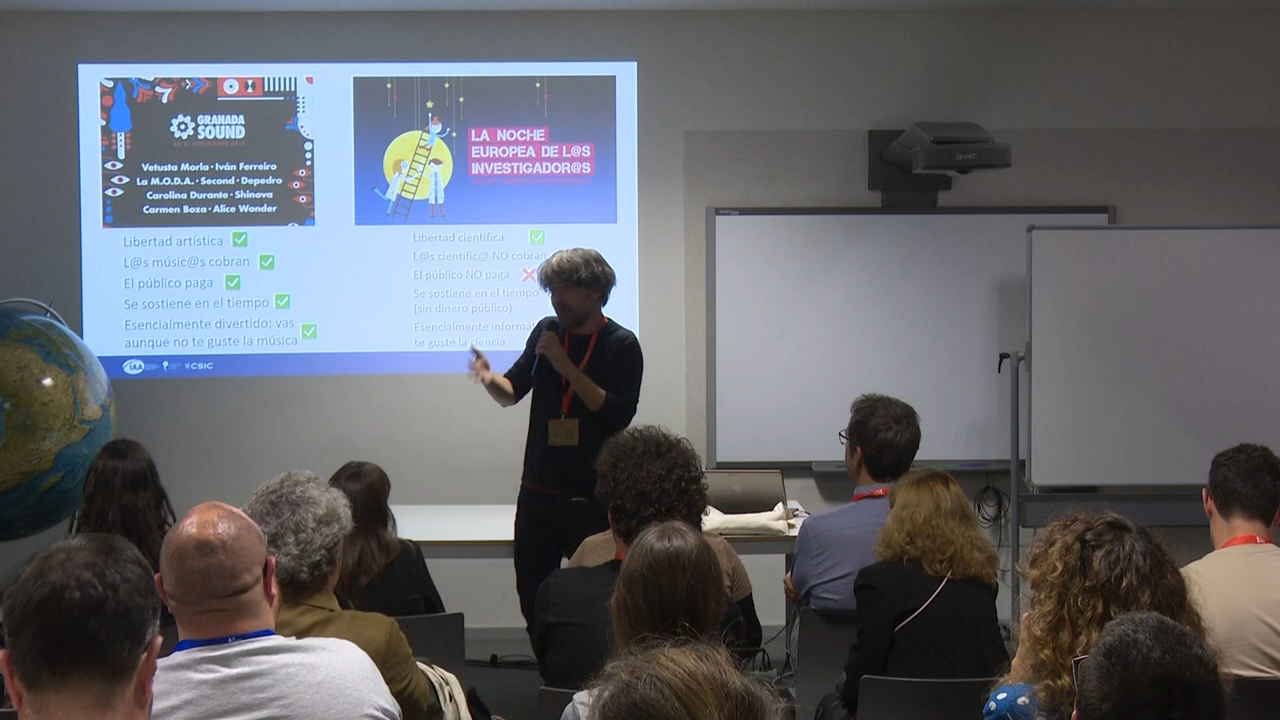 GRANADA
SOUND
Vetusta Morla · Iván Ferreiro
La M.O.D.A. · Second · Depedro
Carolina Durante · Shinova
Carmen Boza · Alice Wonder
Libertad artística
L@s músic@s cobran
El público paga
Se sostiene en el tiempo
Esencialmente divertido: vas
aunque no te guste la música
LA NOCHE
EUROPEA DE L@S
INVESTIGADOR@S
Libertad científica
L@s científic@ NO cobran
El público NO paga
Se sostiene en el tiempo
(sin dinero público)
Esencialmente
te guste la ciencia
IAA
CSIC
SMART